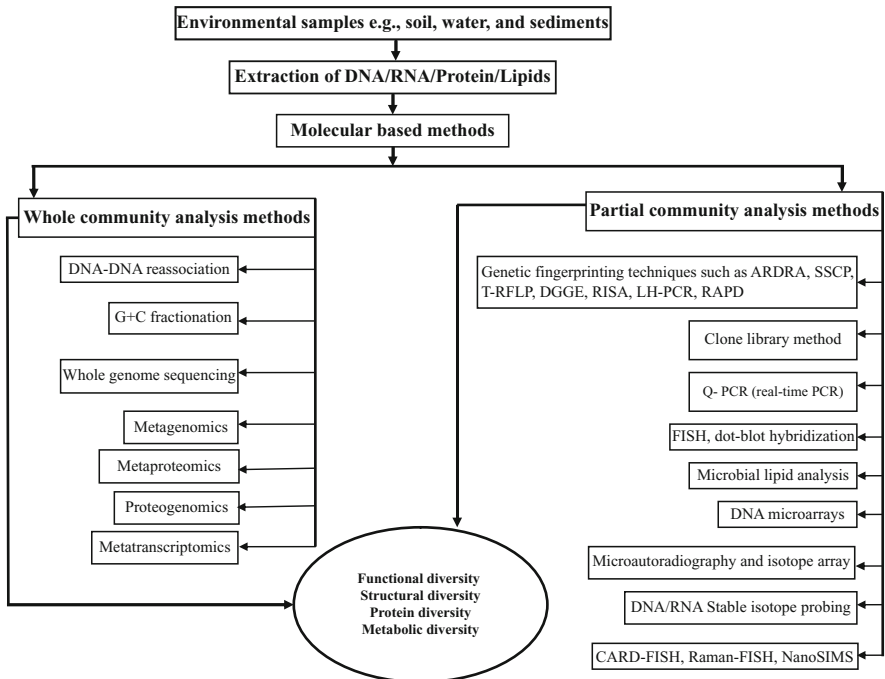 Environmental samples e.g., soil, water, and sediments
Extraction of DNA/RNA/Protein/Lipids
Molecular based methods
Whole community analysis methods
DNA-DNA reassociation
G+C fractionation
Whole genome sequencing
Metagenomics
Metaproteomics
Proteogenomics
Metatranscriptomics
Partial community analysis methods
Genetic fingerprinting techniques such as ARDRA, SSCP,
T-RFLP, DGGE, RISA, LH-PCR, RAPD
Clone library method
Q- PCR (real-time PCR)
FISH, dot-blot hybridization
Microbial lipid analysis
DNA microarrays
Microautoradiography and isotope array
DNA/RNA Stable isotope probing
CARD-FISH, Raman-FISH, NanoSIMS
Functional diversity
Structural diversity
Protein diversity
Metabolic diversity